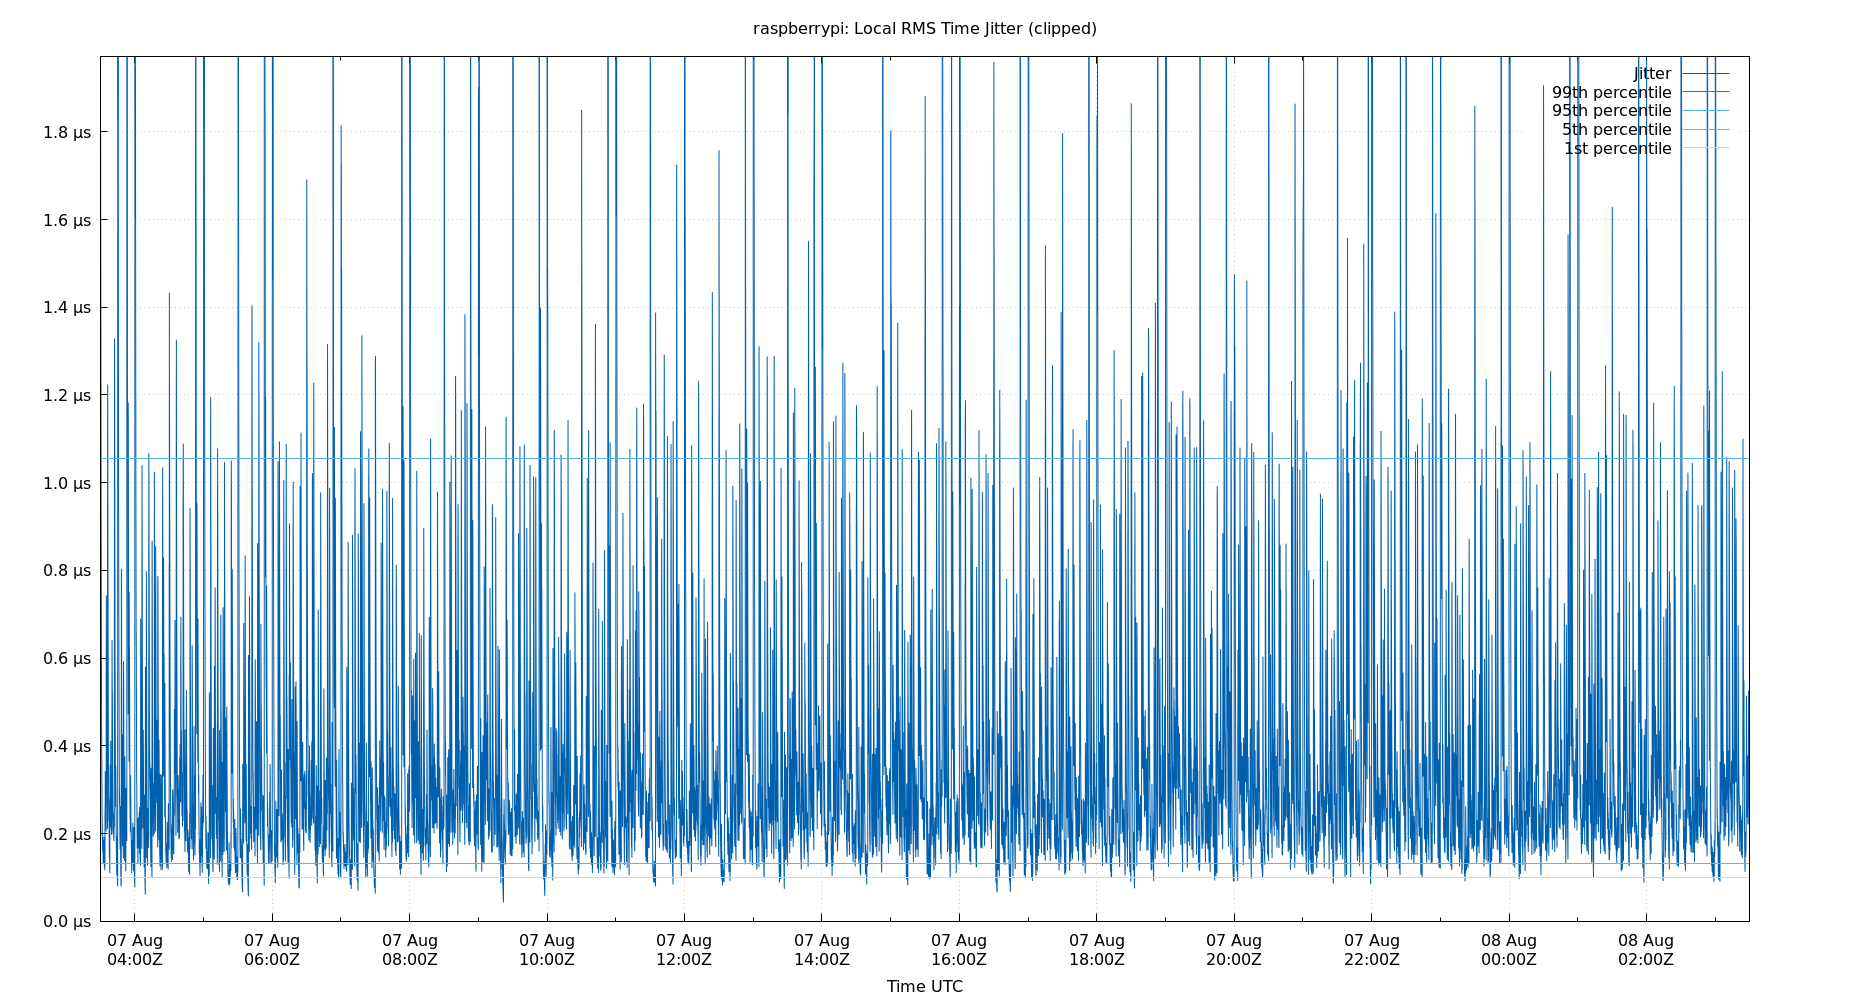 raspberrypi: Local RMS Time Jitter (clipped)
Jitter
99th percentile
95th percentile
5th percentile
1st percentile
1.8 μs
1.6 μs
1.4 μs
1.2 μs
1.0 μs
0.8 μs
0.6 μs
0.4 μs
0.2 μs
0.0 μs
07 Aug 07 Aug 07 Aug 07 Aug 07 Aug 07 Aug 07 Aug 07 Aug 07 Aug 07 Aug 08 Aug 08 Aug
04:00Z 06:00Z 08:00Z 10:00Z 12:00Z 14:00Z 16:00Z 18:00Z 20:00Z 22:00Z 00:00Z 02:00Z
Time UTC